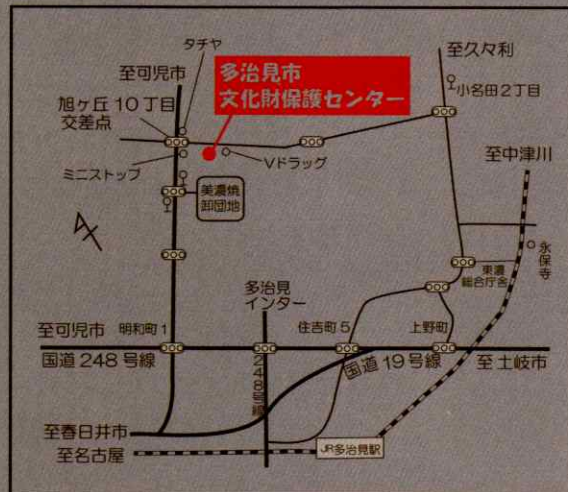 タチヤ
至可児市
旭ヶ丘10丁目
交差点
多治見市
文化財保護センター
至久々利
小名田2丁目
ミニストップ
Vドラッグ
美濃焼
卸団地
至中津川
永保寺
東濃
総合庁舎
多治見
インター
至可児市
明和町1
住吉町5
上野町
国道248号線
248号線
国道19号線
至土岐市
至春日井市
至名古屋
JR多治見駅